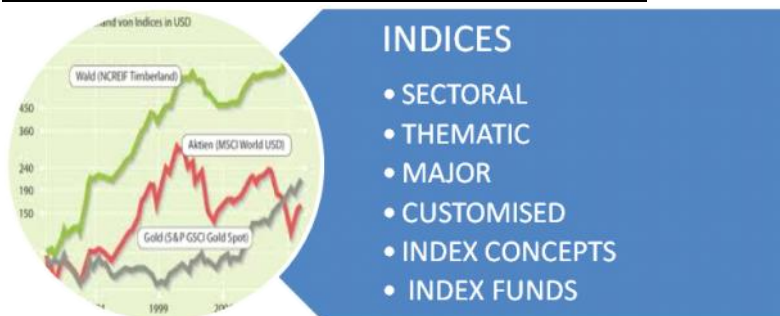 and von Indices in USD
Wald (NCREIF Timberland)
450
360
Aktien (MSCI World USD)
240
190
150
Gold (S&P GSCI Gold Spot)
1999
INDICES
• SECTORAL
• THEMATIC
• MAJOR
• CUSTOMISED
• INDEX CONCEPTS
• INDEX FUNDS